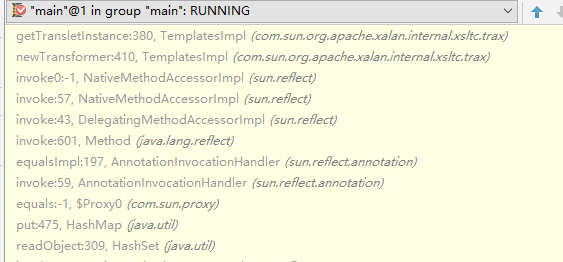 "main"@1 in group "main": RUNNING
getTransletInstance:380, TemplatesImpl (com.sun.org.apache.xalan.internal.xsltc.trax)
newTransformer:410, TemplatesImpl (com.sun.org.apache.xalan.internal.xsltc.trax)
invoke0:-1, NativeMethodAccessorImpl (sun.reflect)
invoke:57, NativeMethodAccessorImpl (sun.reflect)
invoke:43, DelegatingMethodAccessorImpl (sun.reflect)
invoke:601, Method (java.lang.reflect)
equalsImpl:197, AnnotationInvocationHandler (sun.reflect.annotation)
invoke:59, AnnotationInvocationHandler (sun.reflect.annotation)
equals:-1, $Proxy0 (com.sun.proxy)
put:475, HashMap (java.util)
readObject:309, HashSet (java.util)